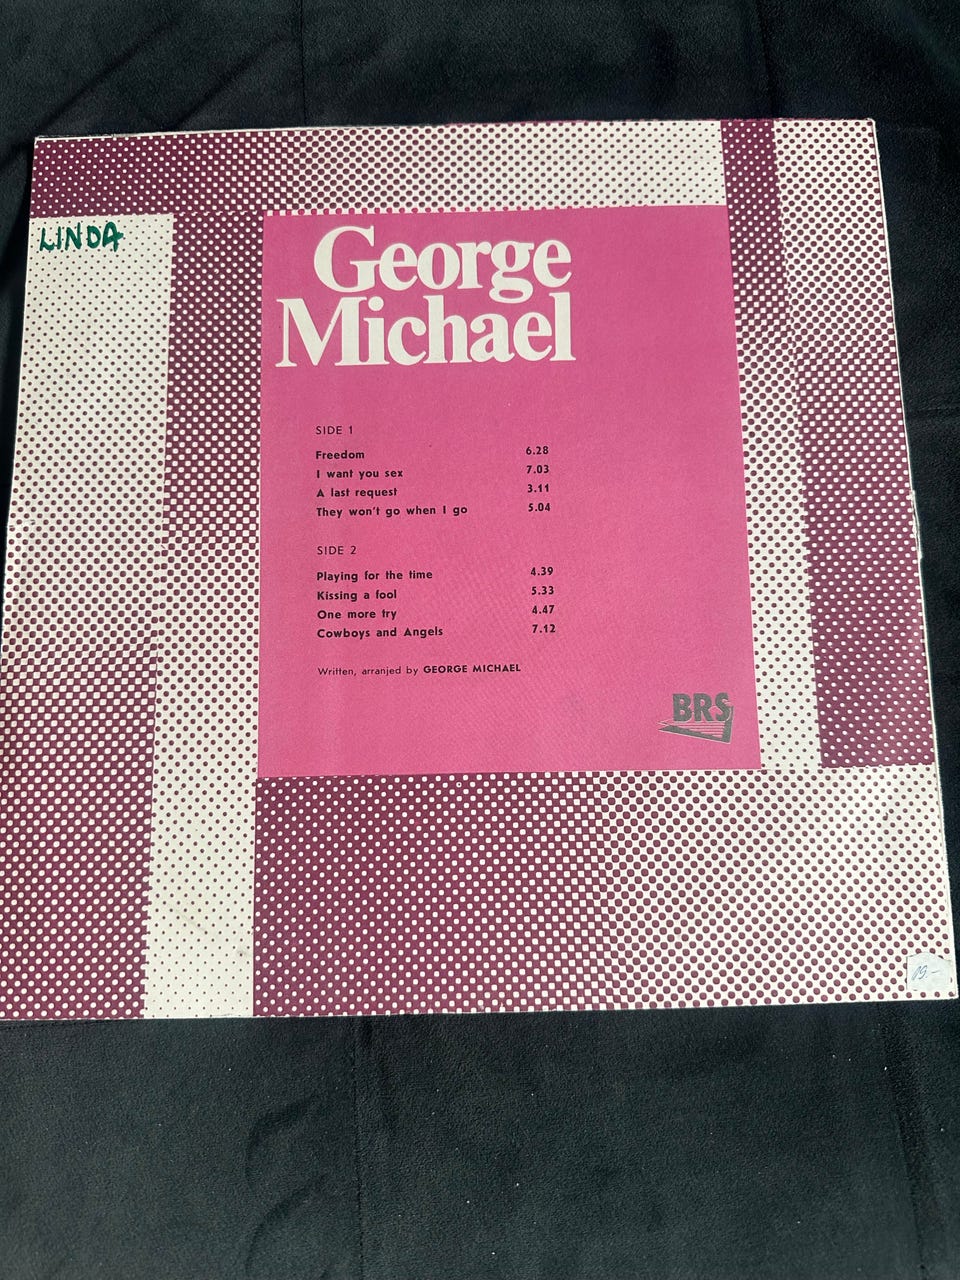 LINDA
George
Michael
SIDE 1
Freedom 6.28
I want you sex 7.03
A last request 3.11
They won't go when I go 5.04
SIDE 2
Playing for the time 4.39
Kissing a fool 5.33
One more try 4.47
Cowboys and Angels 7.12
Written, arranjed by GEORGE MICHAEL
BRS